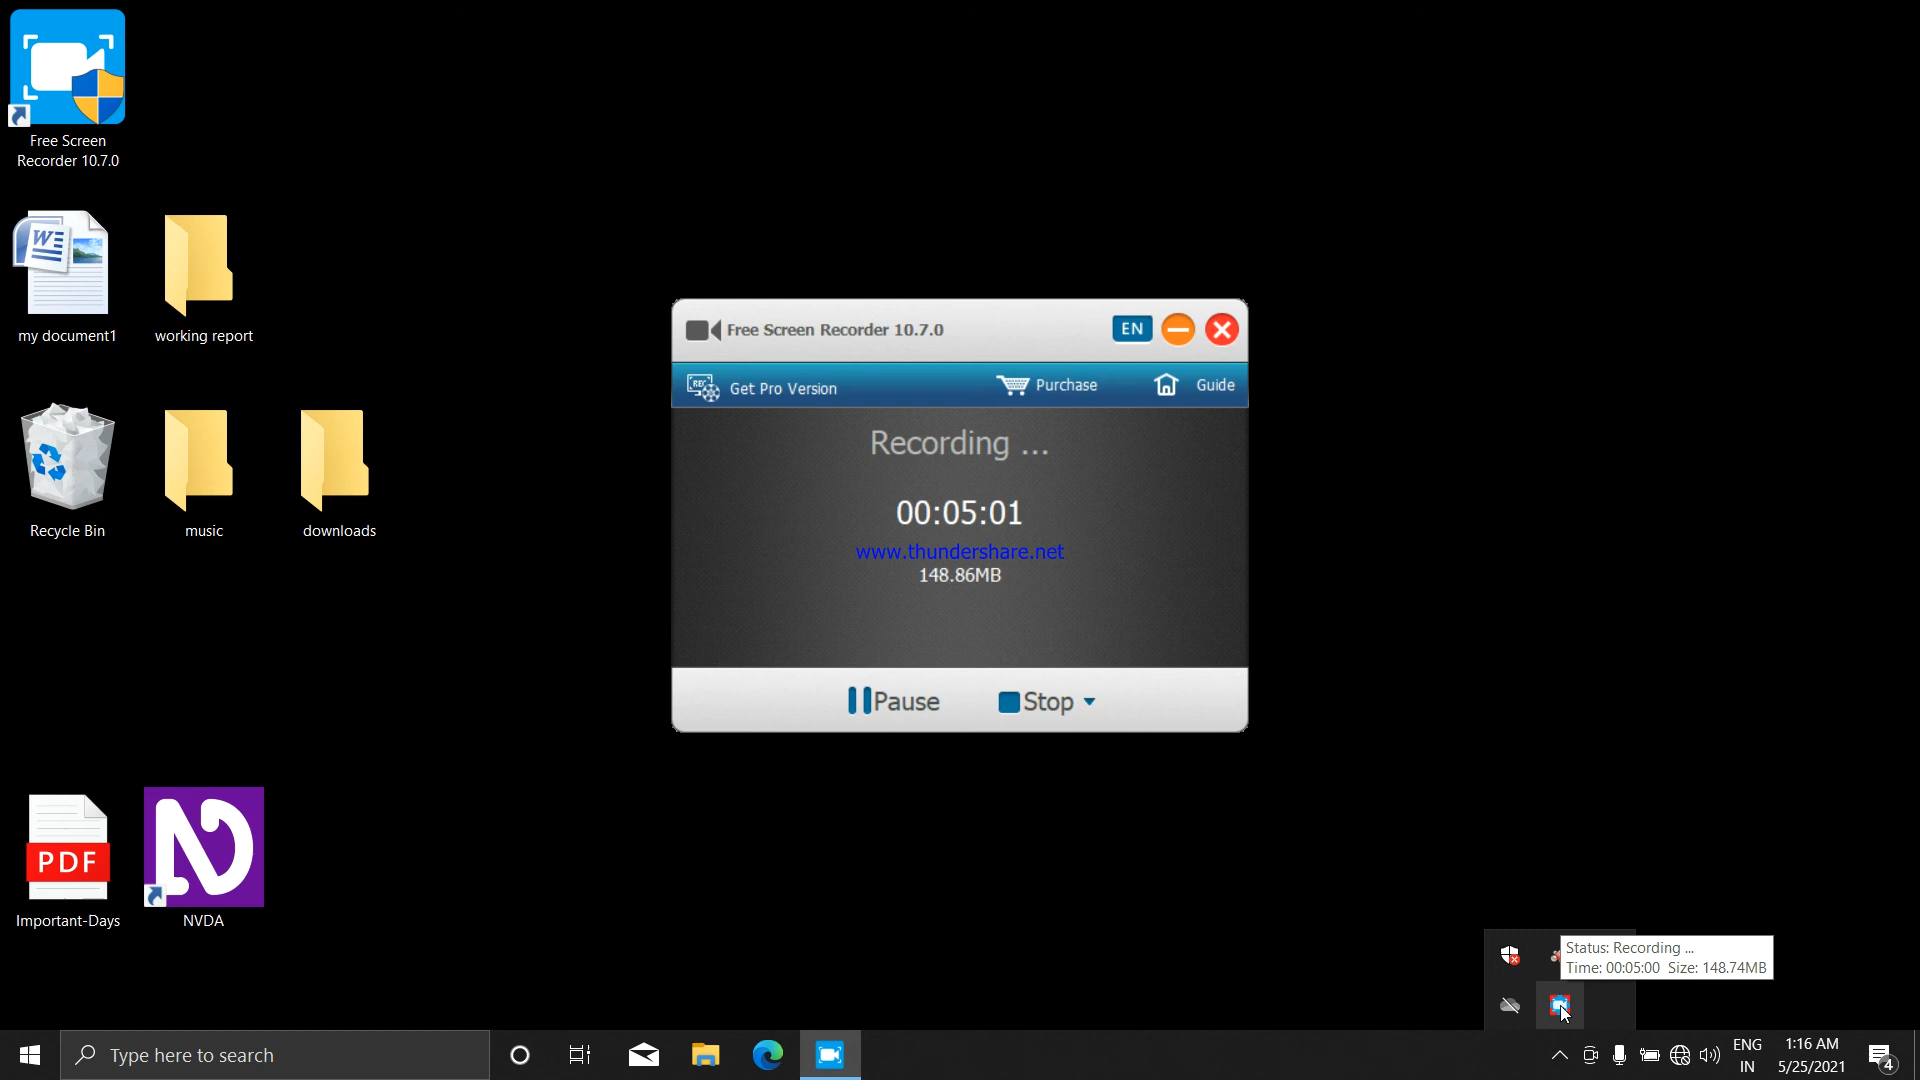 Free Screen
Recorder 10.7.0
W
my document1
working report
Recycle Bin
music
downloads
PDF
Important-Days
NVDA
Free Screen Recorder 10.7.0
EN
REC
Get Pro Version
Purchase
Guide
Recording ...
00:05:01
www.thundershare.net
148.86MB
Pause
Stop
Status: Recording ...
Time: 00:05:00 Size: 148.74MB
Type here to search
ENG
IN
1:16 AM
5/25/2021
4